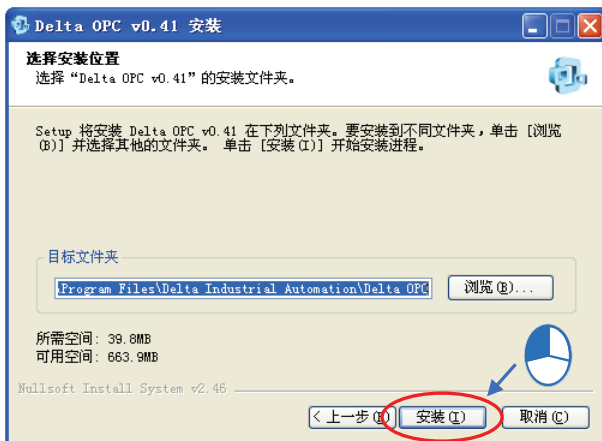 Delta OPC v0.41 安装
选择安装位置
选择“Delta OPC v0.41”的安装文件夹。
Setup 将安装 Delta OPC v0.41 在下列文件夹。要安装到不同文件夹，单击 [浏览
(B)] 并选择其他的文件夹。 单击 [安装(I)] 开始安装进程。
目标文件夹
Program Files\Delta Industrial Automation\Delta OPC
浏览(B)...
所需空间: 39.8MB
可用空间: 663.9MB
Nullsoft Install System v2.46
< 上一步(P) 安装(I) 取消(C)